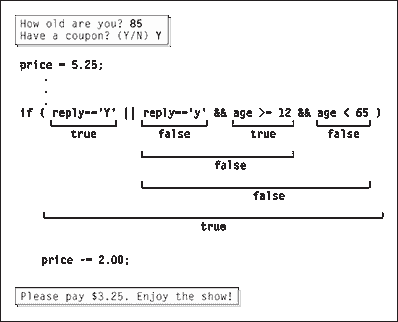 How old are you? 85
Have a coupon? (Y/N) Y
price = 5.25;
if ( reply=='Y' || reply=='y' && age >= 12 && age < 65 )
true false true false
false
false
true
price -= 2.00;
Please pay $3.25. Enjoy the show!